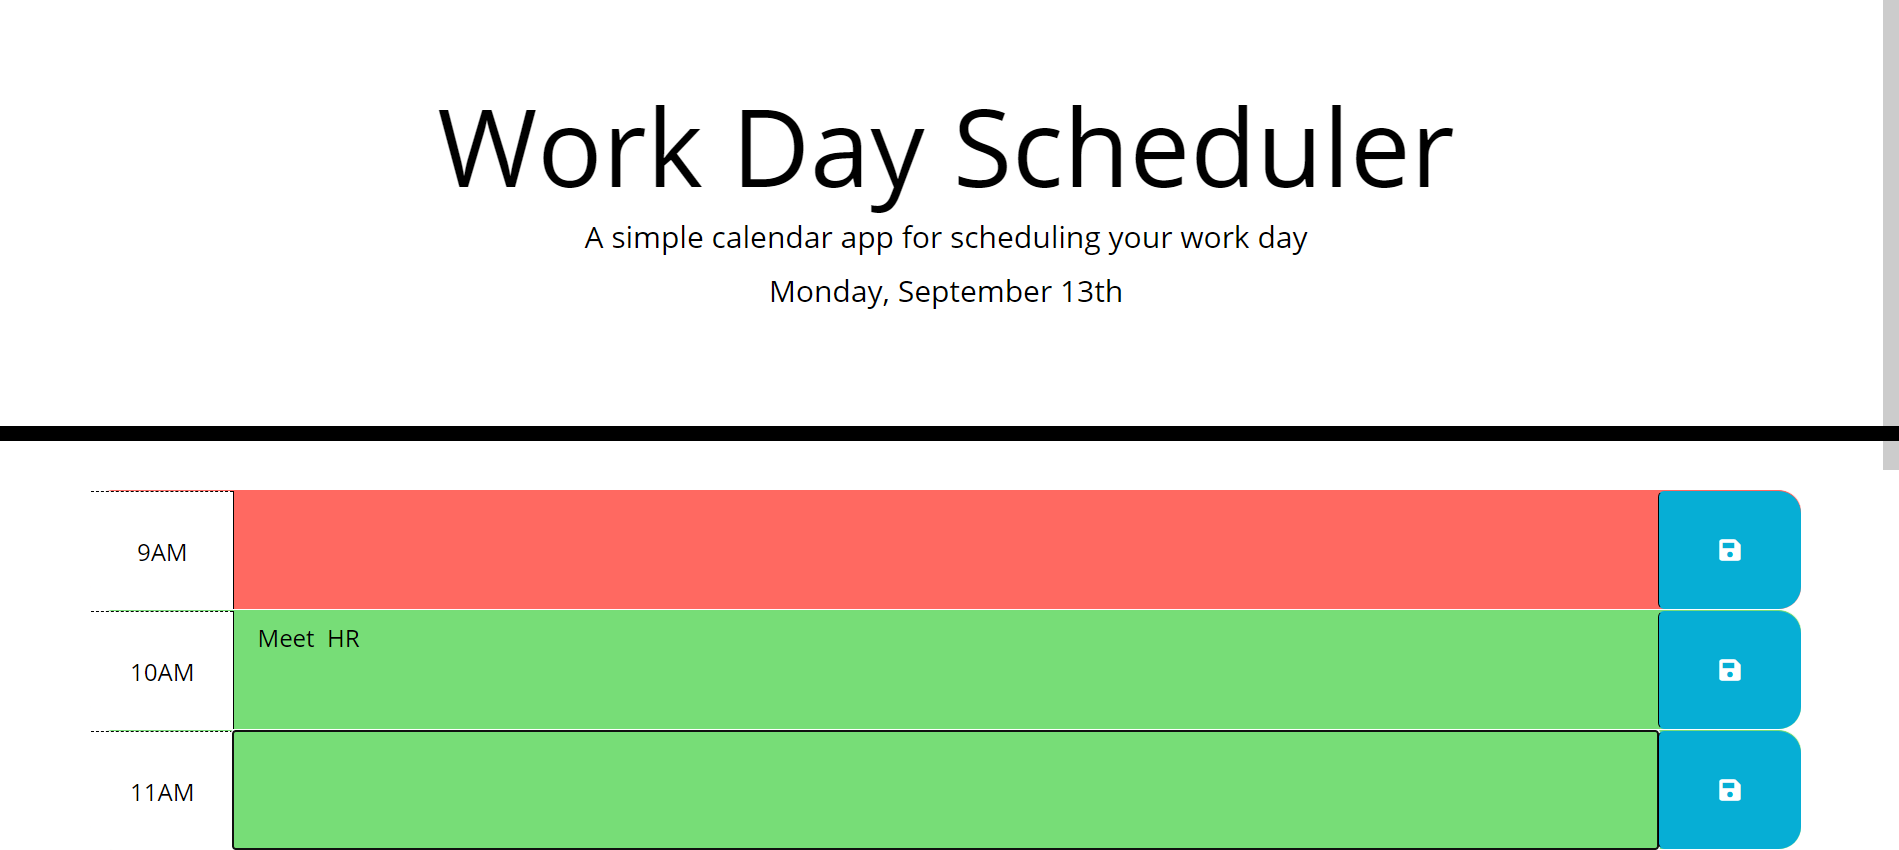 Work Day Scheduler
A simple calendar app for scheduling your work day
Monday, September 13th
9AM
10AM
Meet  HR
11AM